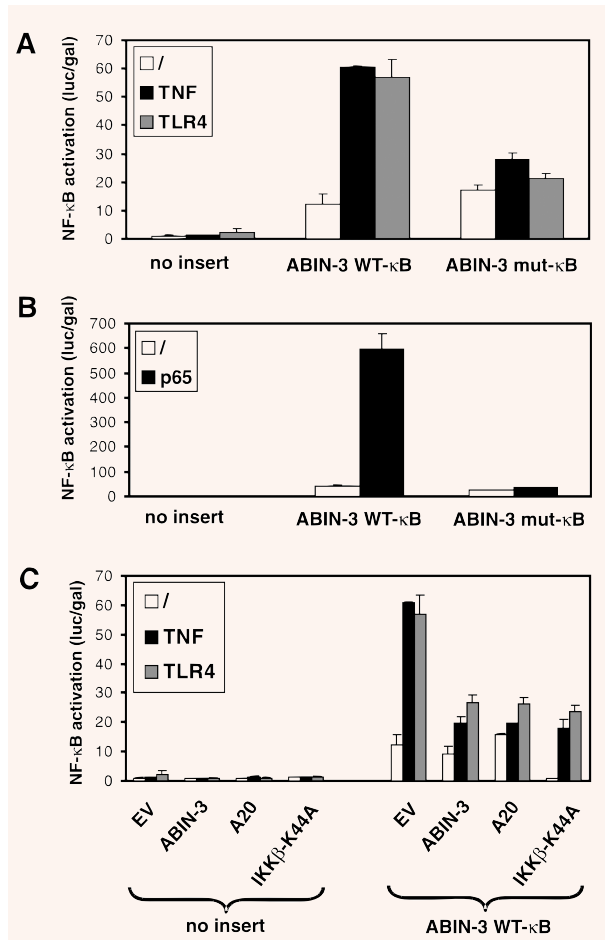 A
NF-κB activation (luc/gal)
70
60
50
40
30
20
10
0
/
TNF
TLR4
no insert
ABIN-3 WT-κB
ABIN-3 mut-κB
B
NF-κB activation (luc/gal)
700
600
500
400
300
200
100
0
/
p65
no insert
ABIN-3 WT-κB
ABIN-3 mut-κB
C
NF-κB activation (luc/gal)
70
60
50
40
30
20
10
0
/
TNF
TLR4
EV
ABIN-3
A20
IKKβ-K44A
EV
ABIN-3
A20
IKKβ-K44A
no insert
ABIN-3 WT-κB